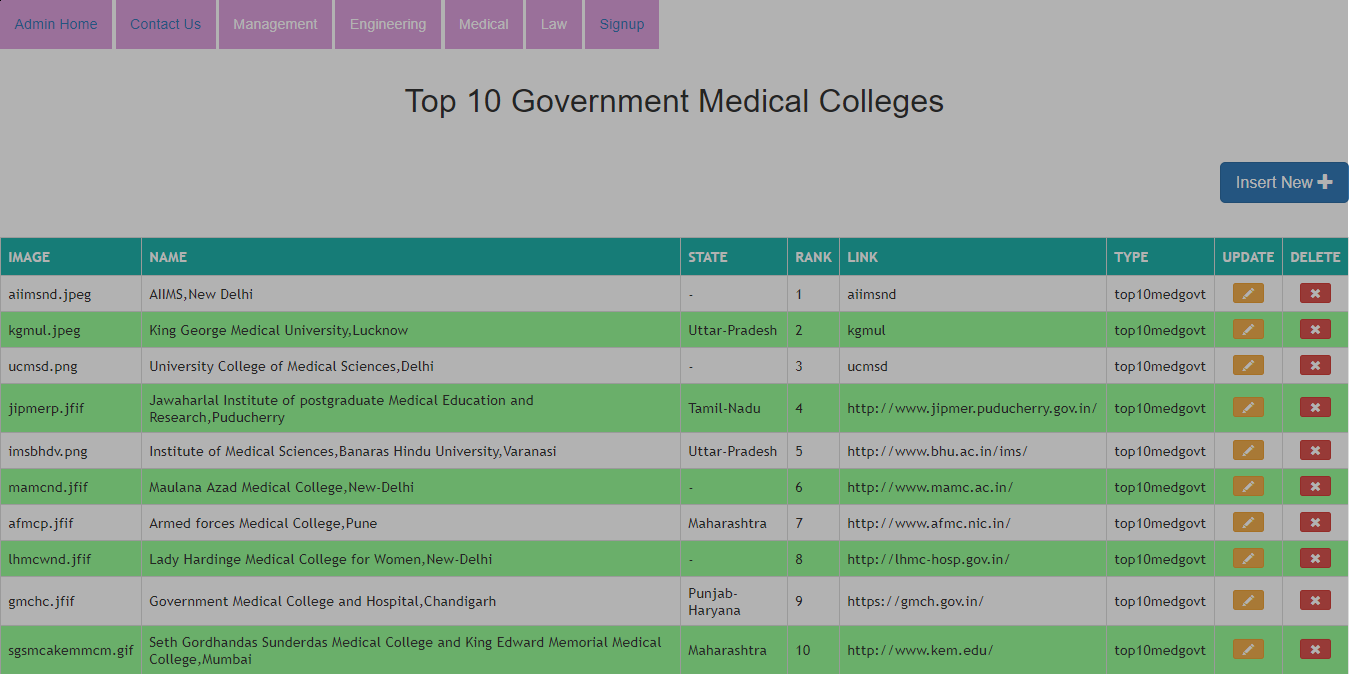 Admin Home Contact Us Management Engineering Medical Law Signup
Top 10 Government Medical Colleges
Insert New
IMAGE NAME STATE RANK LINK TYPE UPDATE DELETE
aiimsnd.jpeg AIIMS,New Delhi - 1 aiimsnd top10medgovt
kgmul.jpeg King George Medical University,Lucknow Uttar-Pradesh 2 kgmul top10medgovt
ucmsd.png University College of Medical Sciences,Delhi - 3 ucmsd top10medgovt
jipmerp.jfif Jawaharlal Institute of postgraduate Medical Education and
Research,Puducherry Tamil-Nadu 4 http://www.jipmer.puducherry.gov.in/ top10medgovt
imsbhdv.png Institute of Medical Sciences,Banaras Hindu University,Varanasi Uttar-Pradesh 5 http://www.bhu.ac.in/ims/ top10medgovt
mamcnd.jfif Maulana Azad Medical College,New-Delhi - 6 http://www.mamc.ac.in/ top10medgovt
afmcp.jfif Armed forces Medical College,Pune Maharashtra 7 http://www.afmc.nic.in/ top10medgovt
lhmcwnd.jfif Lady Hardinge Medical College for Women,New-Delhi - 8 http://lhmc-hosp.gov.in/ top10medgovt
gmchc.jfif Government Medical College and Hospital,Chandigarh Punjab-
Haryana 9 https://gmch.gov.in/ top10medgovt
sgsmcakemmcm.gif Seth Gordhandas Sunderdas Medical College and King Edward Memorial Medical
College,Mumbai Maharashtra 10 http://www.kem.edu/ top10medgovt